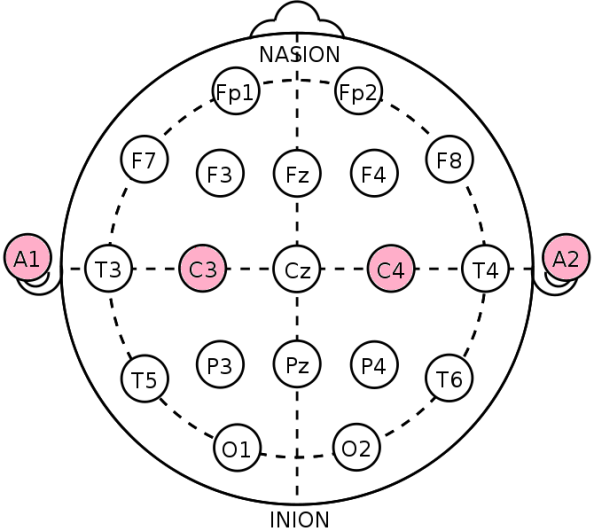 NASION
Fp1 Fp2
F7 F3 Fz F4 F8
A1 T3 C3 Cz C4 T4 A2
T5 P3 Pz P4 T6
O1 O2
INION